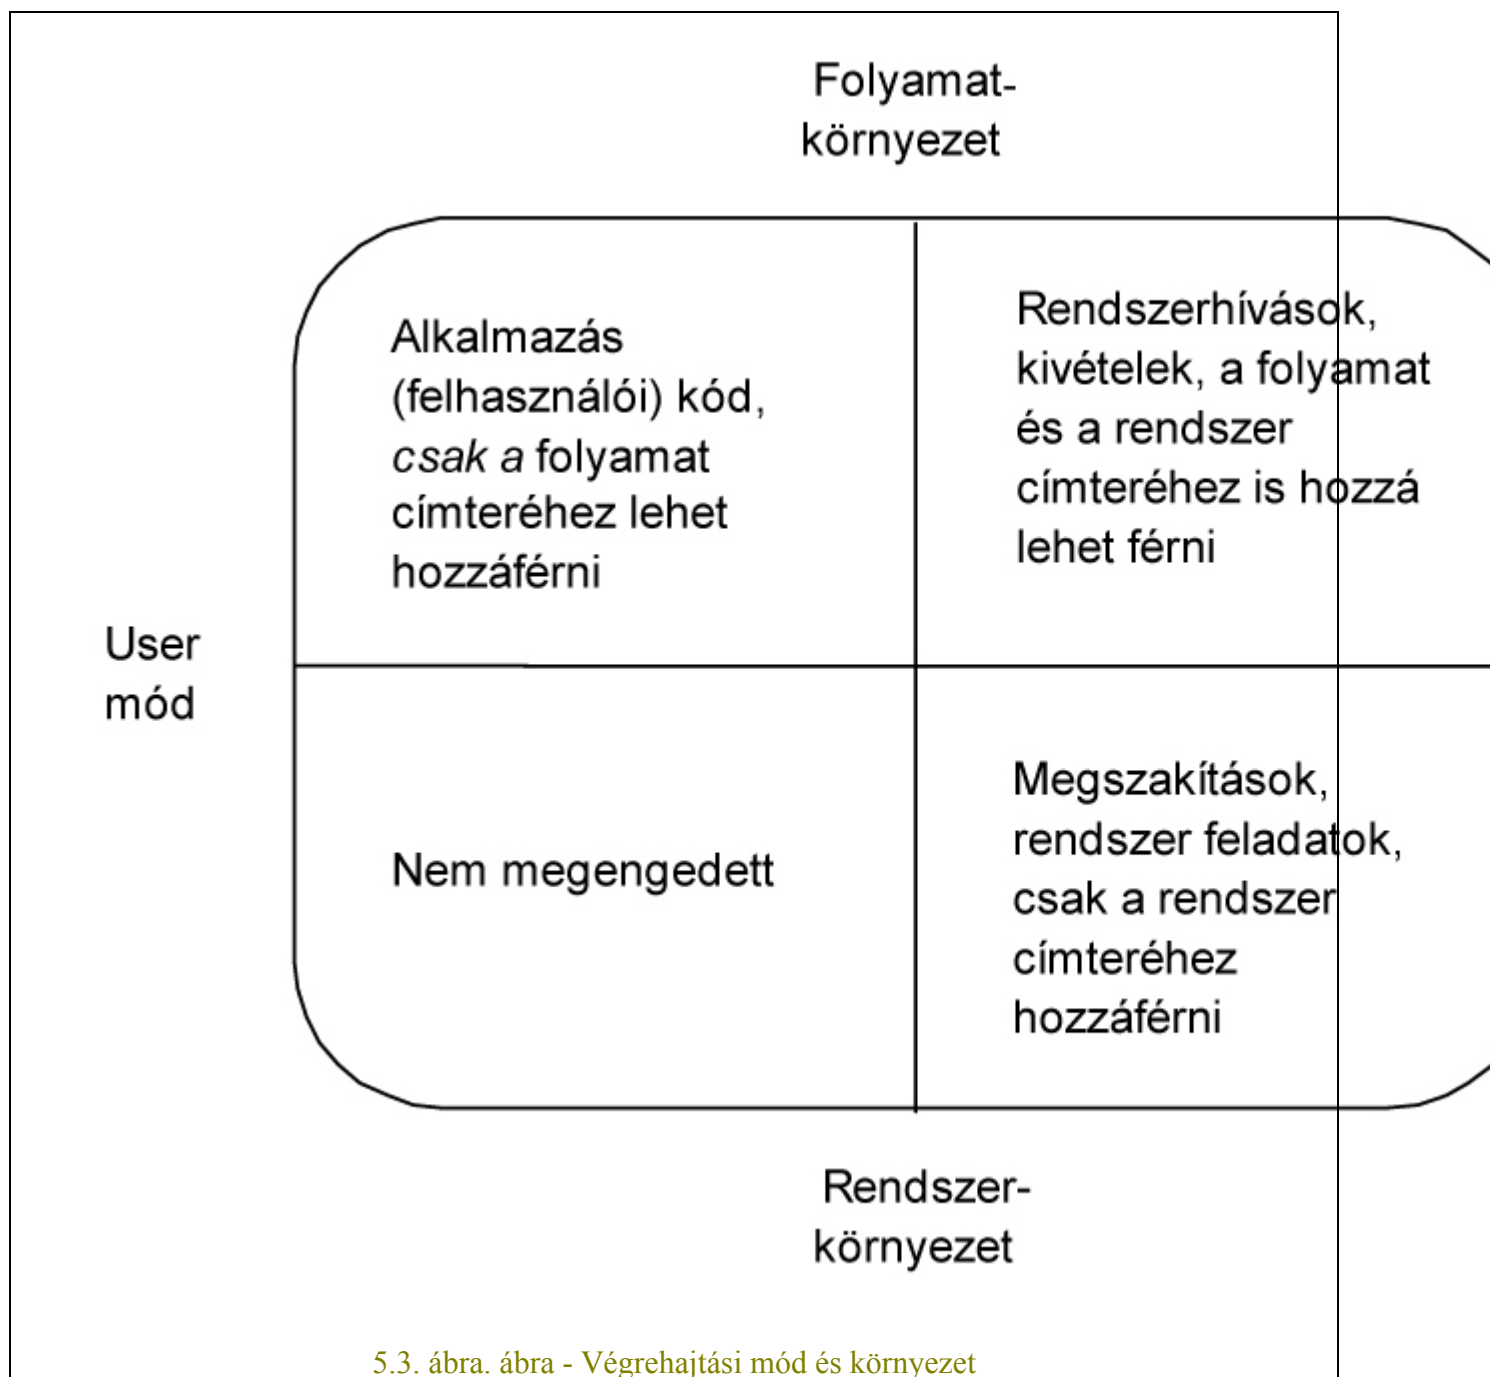 Folyamat-
környezet
Alkalmazás
(felhasználói) kód,
csak a folyamat
címteréhez lehet
hozzáférni
Rendszerhívások,
kivételek, a folyamat
és a rendszer
címteréhez is hozzá
lehet férni
User
mód
Nem megengedett
Megszakítások,
rendszer feladatok,
csak a rendszer
címteréhez
hozzáférni
Rendszer-
környezet
5.3. ábra. ábra - Végrehajtási mód és környezet